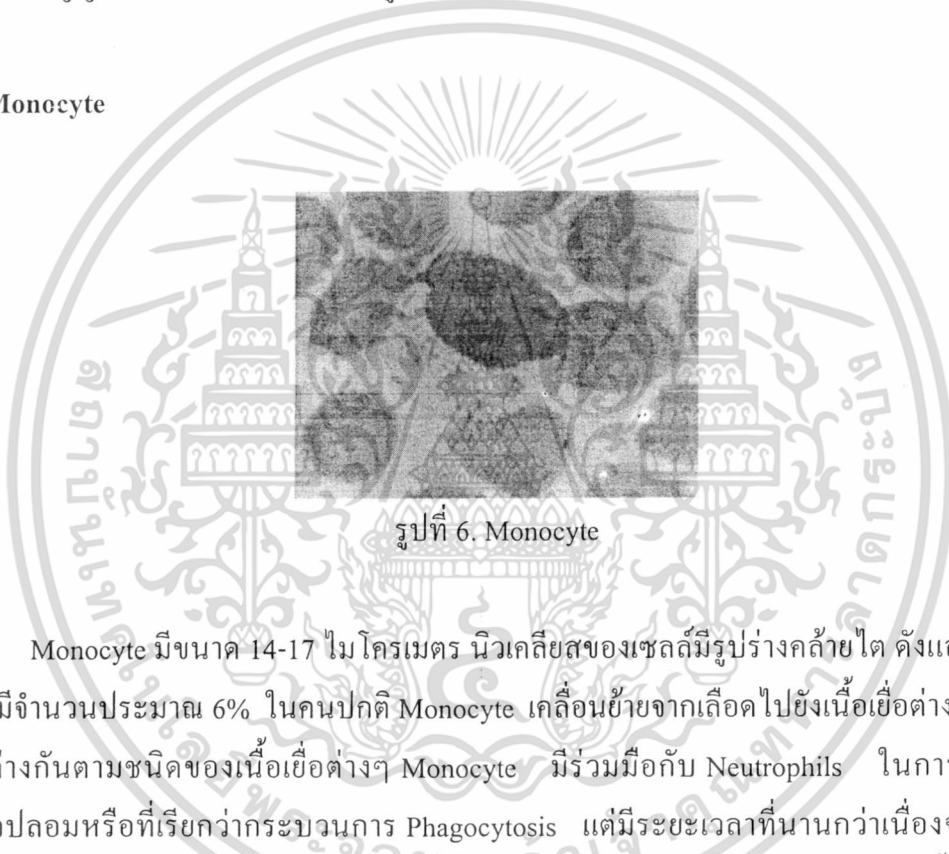 Monocyte
รูปที่ 6. Monocyte
Monocyte มีขนาด 14-17 ไมโครเมตร นิวเคลียสของเซลล์มีรูปร่างคล้ายไต
มีจำนวนประมาณ 6% ในคนปกติ Monocyte เคลื่อนย้ายจากเลือดไปยังเนื้อเยื่อต่าง
างกันตามชนิดของเนื้อเยื่อต่างๆ Monocyte มีร่วมมือกับ Neutrophils ในการ
ปลอมหรือที่เรียกว่ากระบวนการ Phagocytosis แต่มีระยะเวลาที่นานกว่าเนื่อง